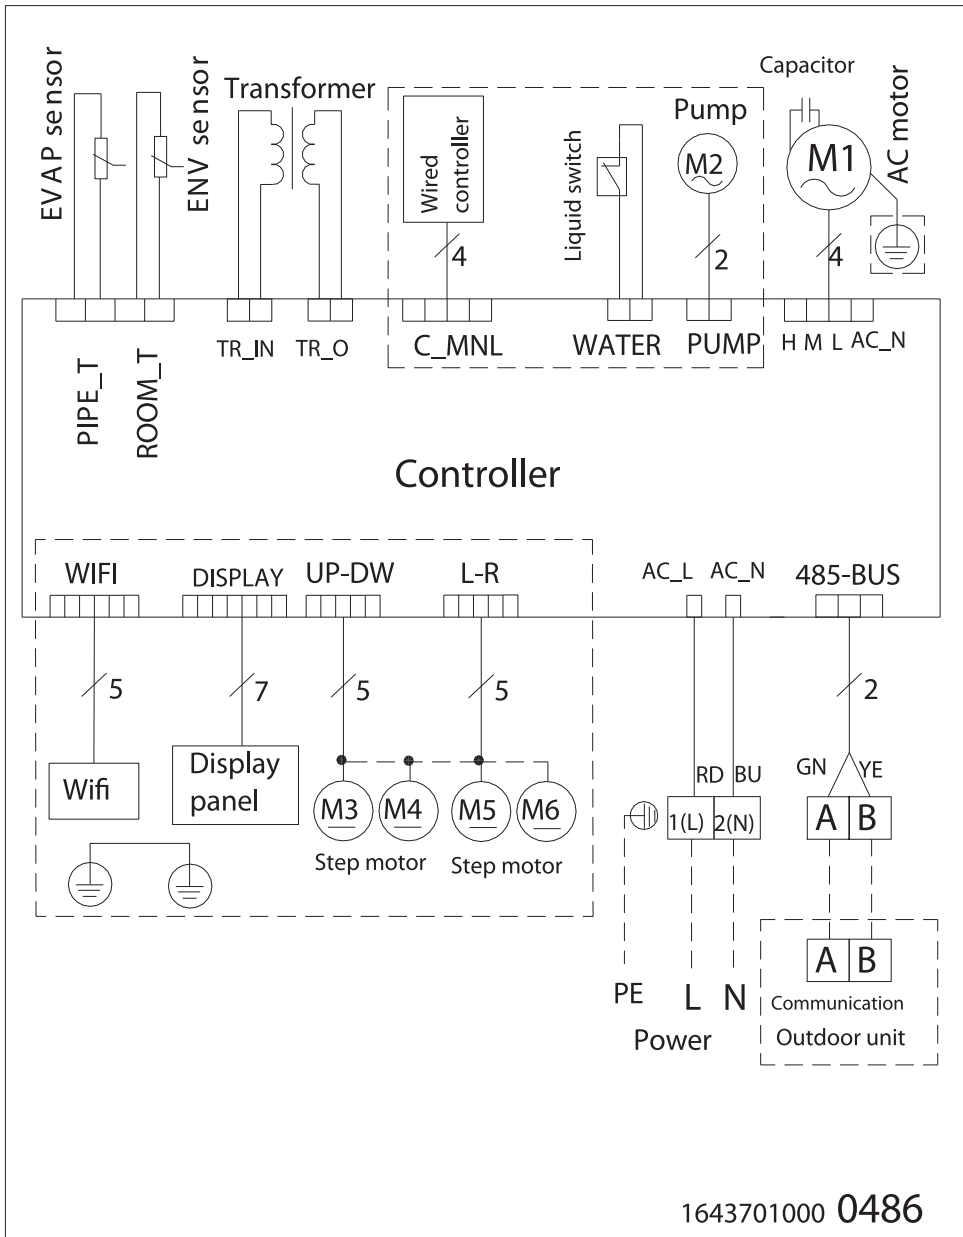 EVAP sensor
ENV sensor
Transformer
Wired
controller
Liquid switch
Pump
M2
Capacitor
M1
AC motor
4
2
4
PIPE_T
ROOM_T
TR_IN
TR_O
C_MNL
WATER
PUMP
H M L AC_N
Controller
WIFI
DISPLAY
UP-DW
L-R
AC_L
AC_N
485-BUS
5
7
5
5
2
Wifi
Display
panel
M3
M4
M5
M6
Step motor
Step motor
RD
BU
1(L)
2(N)
GN
YE
A B
PE
L
N
Power
A B
Communication
Outdoor unit
1643701000 0486